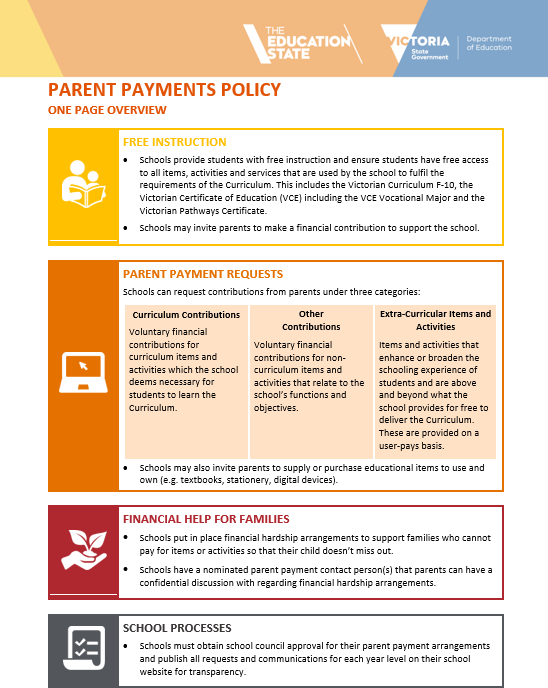 THE
EDUCATION
STATE
VICTORIA
State
Government
Department
of Education
PARENT PAYMENTS POLICY
ONE PAGE OVERVIEW
FREE INSTRUCTION
• Schools provide students with free instruction and ensure students have free access
to all items, activities and services that are used by the school to fulfil the
requirements of the Curriculum. This includes the Victorian Curriculum F-10, the
Victorian Certificate of Education (VCE) including the VCE Vocational Major and the
Victorian Pathways Certificate.
• Schools may invite parents to make a financial contribution to support the school.
PARENT PAYMENT REQUESTS
Schools can request contributions from parents under three categories:
Curriculum Contributions
Voluntary financial
contributions for
curriculum items and
activities which the school
deems necessary for
students to learn the
Curriculum.
Other
Contributions
Voluntary financial
contributions for non-
curriculum items and
activities that relate to the
school's functions and
objectives.
Extra-Curricular Items and
Activities
Items and activities that
enhance or broaden the
schooling experience of
students and are above
and beyond what the
school provides for free to
deliver the Curriculum.
These are provided on a
user-pays basis.
• Schools may also invite parents to supply or purchase educational items to use and
own (e.g. textbooks, stationery, digital devices).
FINANCIAL HELP FOR FAMILIES
• Schools put in place financial hardship arrangements to support families who cannot
pay for items or activities so that their child doesn't miss out.
• Schools have a nominated parent payment contact person(s) that parents can have a
confidential discussion with regarding financial hardship arrangements.
SCHOOL PROCESSES
• Schools must obtain school council approval for their parent payment arrangements
and publish all requests and communications for each year level on their school
website for transparency.